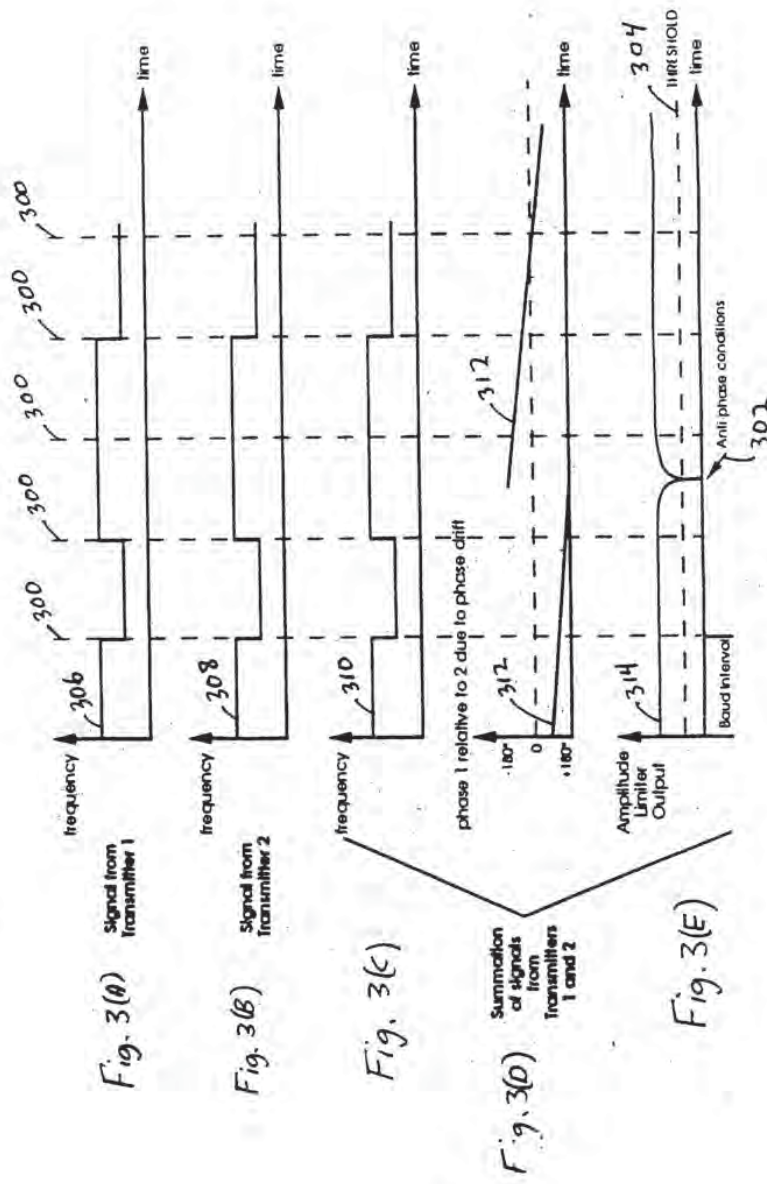 300
300
300
300
300
frequency
306
time
Signal from
Transmitter 1
Fig. 3(A)
frequency
308
time
Signal from
Transmitter 2
Fig. 3(B)
frequency
310
time
Fig. 3(C)
phase 1 relative to 2 due to phase drift
-180°
0
+180°
312
312
time
Summation
of signals
from
Transmitters
1 and 2
Fig. 3(D)
Amplitude
Limiter
Output
314
THRESHOLD
304
time
Baud Interval
Anti phase conditions
302
Fig. 3(E)